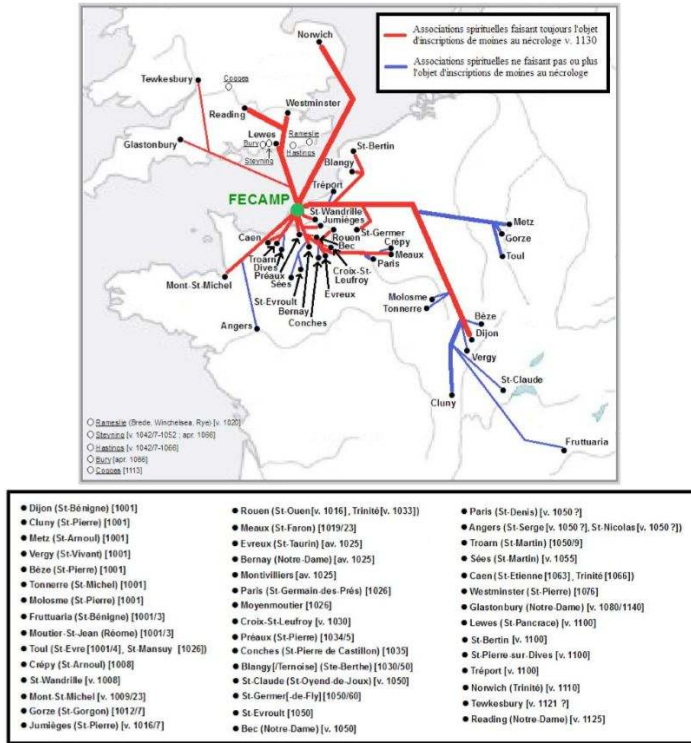 Associations spirituelles faisant toujours l'objet
d'inscriptions de moines au nécrologe v. 1130
Associations spirituelles ne faisant pas ou plus
l'objet d'inscriptions de moines au nécrologe
Norwich
Tewkesbury
Cogges
Reading
Westminster
Lewes
Rameslie
Bury
Hastings
Steyning
Glastonbury
St-Bertin
Blangy
Tréport
FECAMP
St-Wandrille
Jumièges
Metz
Gorze
Toul
Caen
Rouen
St-Germer
Bec
Crépy
Meaux
Paris
Troarn
Dives
Préaux
Croix-St-
Leufroy
Sées
Mont-St-Michel
Evreux
St-Evroult
Bernay
Conches
Molosme
Tonnerre
Bèze
Dijon
Vergy
Angers
St-Claude
Cluny
Fruttuaria
Rameslie (Brede, Winchelsea, Rye) [v. 1020]
Steyning [v. 1042/7-1052 ; apr. 1066]
Hastings [v. 1042/7-1066]
Bury [apr. 1066]
Cogges [1113]
Dijon (St-Bénigne) [1001]
Cluny (St-Pierre) [1001]
Metz (St-Arnoul) [1001]
Vergy (St-Vivant) [1001]
Bèze (St-Pierre) [1001]
Tonnerre (St-Michel) [1001]
Molosme (St-Pierre) [1001]
Fruttuaria (St-Bénigne) [1001/3]
Moutier-St-Jean (Réome) [1001/3]
Toul (St-Evre [1001/4], St-Mansuy [1026])
Crépy (St-Arnoul) [1008]
St-Wandrille [v. 1008]
Mont-St-Michel [v. 1009/23]
Gorze (St-Gorgon) [1012/7]
Jumièges (St-Pierre) [v. 1016/7]
Rouen (St-Ouen[v. 1016], Trinité[v. 1033])
Meaux (St-Faron) [1019/23]
Evreux (St-Taurin) [av. 1025]
Bernay (Notre-Dame) [av. 1025]
Montivilliers [av. 1025]
Paris (St-Germain-des-Prés) [1026]
Moyenmoutier [1026]
Croix-St-Leufroy [v. 1030]
Préaux (St-Pierre) [1034/5]
Conches (St-Pierre de Castillon) [1035]
Blangy[/Ternoise] (Ste-Berthe) [1030/50]
St-Claude (St-Oyend-de-Joux) [v. 1050]
St-Germer[-de-Fly] [1050/60]
St-Evroult [1050]
Bec (Notre-Dame) [v. 1050]
Paris (St-Denis) [v. 1050 ?]
Angers (St-Serge [v. 1050 ?], St-Nicolas [v. 1050 ?])
Troarn (St-Martin) [1050/9]
Sées (St-Martin) [v. 1055]
Caen (St-Etienne [1063], Trinité [1066])
Westminster (St-Pierre) [1076]
Glastonbury (Notre-Dame) [v. 1080/1140]
Lewes (St-Pancrace) [v. 1100]
St-Bertin [v. 1100]
St-Pierre-sur-Dives [v. 1100]
Tréport [v. 1100]
Norwich (Trinité) [v. 1110]
Tewkesbury [v. 1121 ?]
Reading (Notre-Dame) [v. 1125]